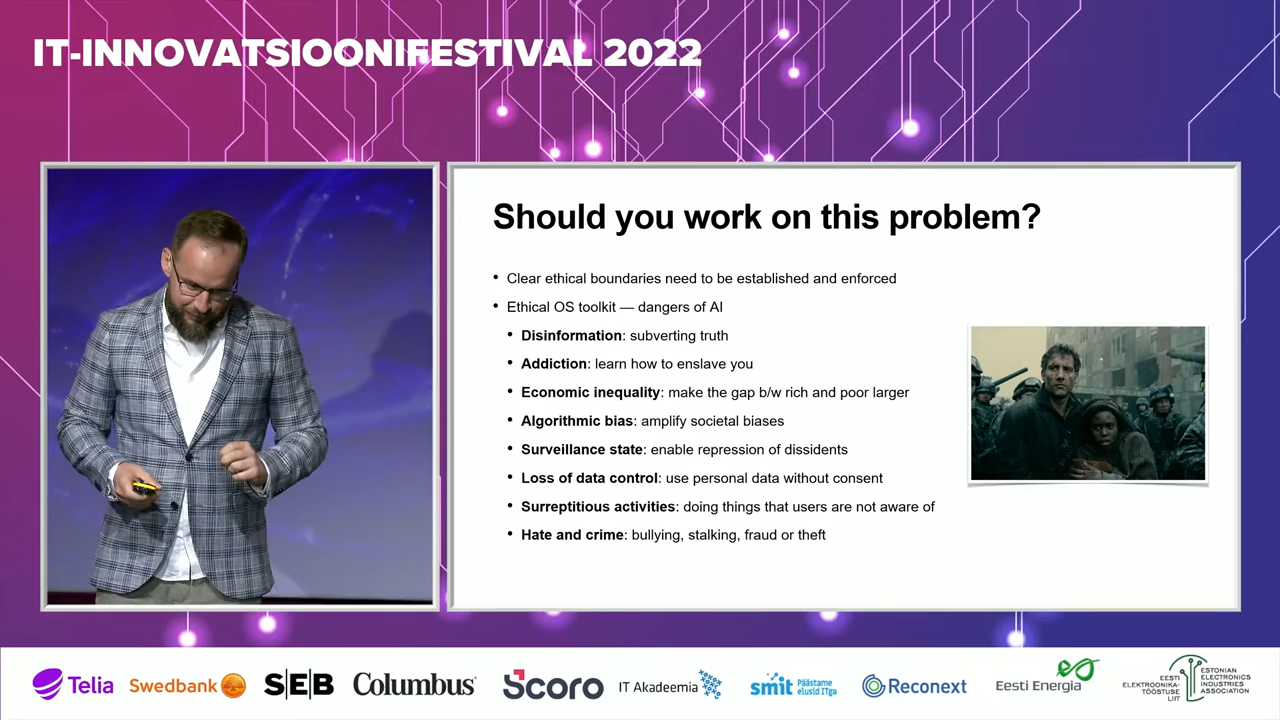 IT-INNOVATSIOONIFESTIVAL 2022
Should you work on this problem?
• Clear ethical boundaries need to be established and enforced
• Ethical OS toolkit — dangers of AI
• Disinformation: subverting truth
• Addiction: learn how to enslave you
• Economic inequality: make the gap b/w rich and poor larger
• Algorithmic bias: amplify societal biases
• Surveillance state: enable repression of dissidents
• Loss of data control: use personal data without consent
• Surreptitious activities: doing things that users are not aware of
• Hate and crime: bullying, stalking, fraud or theft
Telia
Swedbank
SEB
Columbus
Scoro
IT Akadeemia
smit
Päästame
elusid ITga
Reconext
Eesti Energia
EESTI
ELEKTROONIKA-
TÖÖSTUSE
LIIT
ESTONIAN
ELECTRONICS
INDUSTRIES
ASSOCIATION